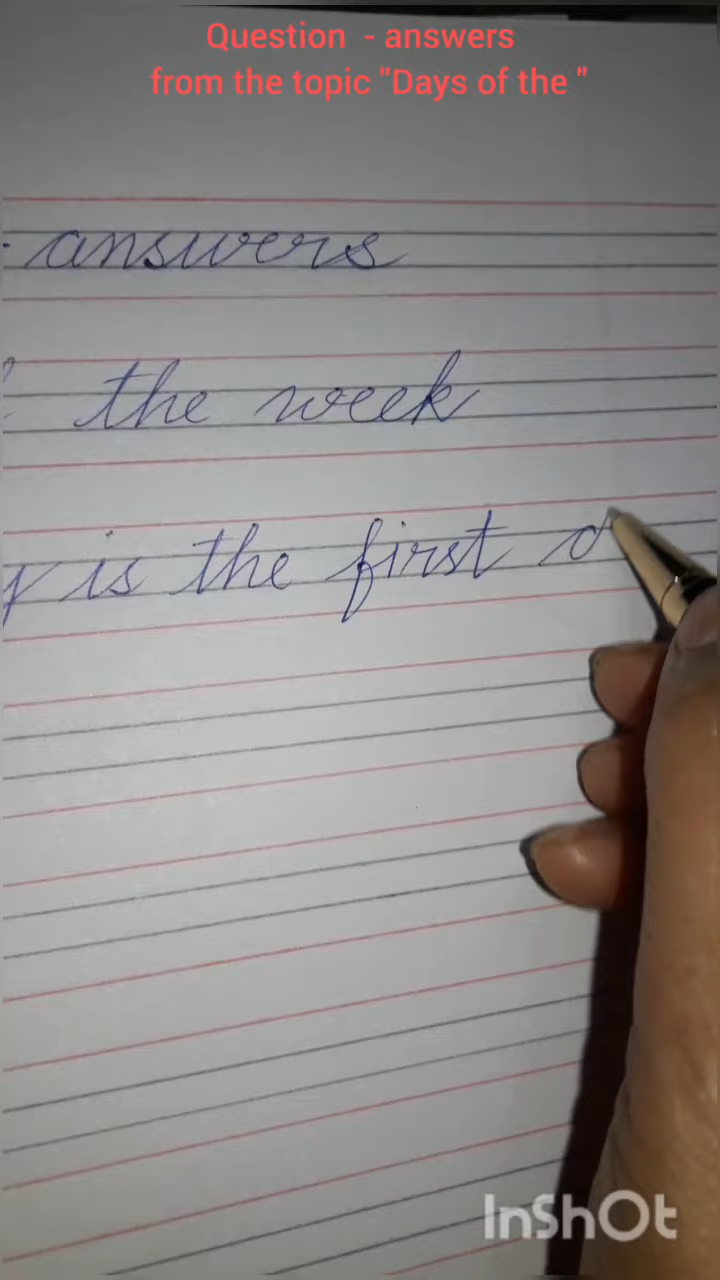 Question - answers
from the topic "Days of the "
- answers
the week
y is the first d
InShOt